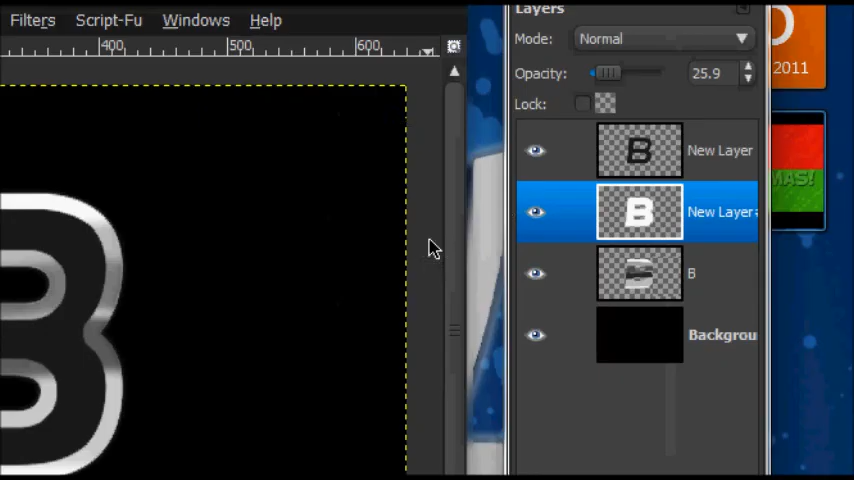 Filters Script-Fu Windows Help
400 500 600
B
Layers
Mode: Normal
Opacity: 25.9
Lock:
B New Layer
B New Layer#
B
Backgrou
2011
MAS!